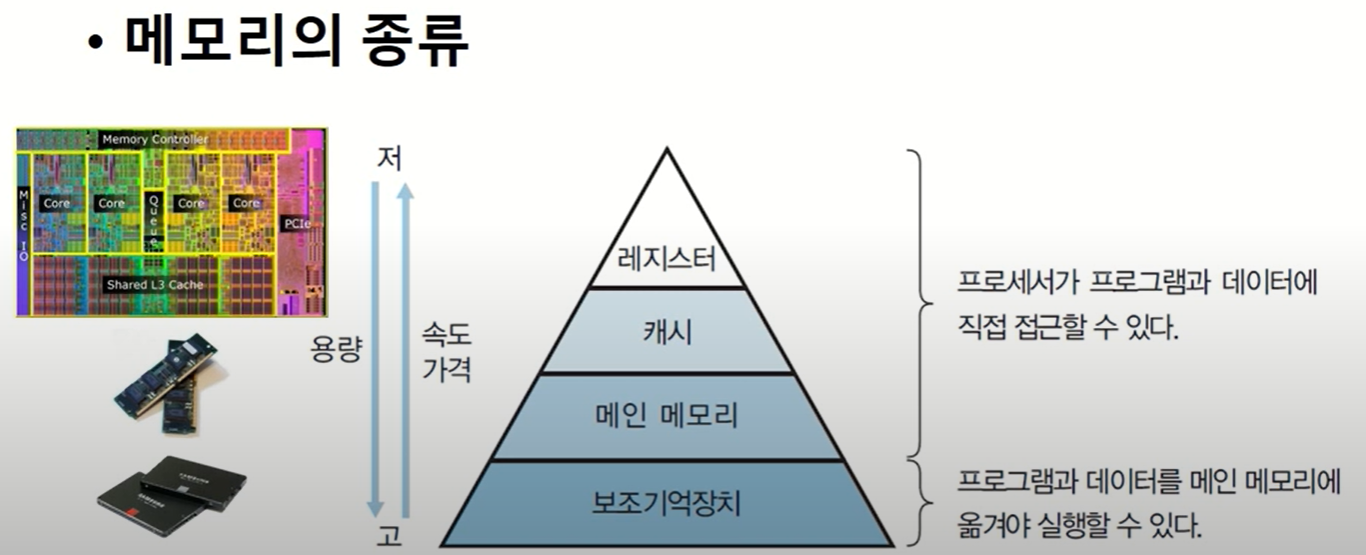 • 메모리의 종류
Memory Controller
Misc IO
Core
Core
Queue
Core
Core
PCIe
Shared L3 Cache
저
용량
속도
가격
고
레지스터
캐시
메인 메모리
보조기억장치
프로세서가 프로그램과 데이터에
직접 접근할 수 있다.
프로그램과 데이터를 메인 메모리에
옮겨야 실행할 수 있다.
SAMSUNG
SAMSUNG